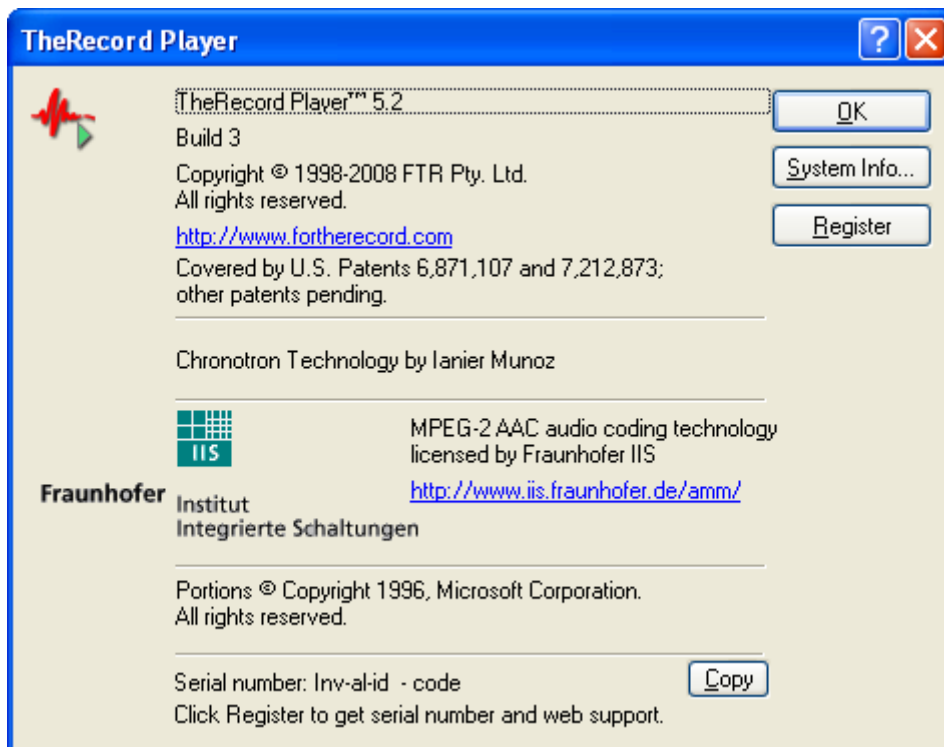 TheRecord Player
TheRecord Player™ 5.2
OK
Build 3
Copyright © 1998-2008 FTR Pty. Ltd.
All rights reserved.
System Info...
Register
http://www.fortherecord.com
Covered by U.S. Patents 6,871,107 and 7,212,873;
other patents pending.
Chronotron Technology by Ianier Munoz
IIS
MPEG-2 AAC audio coding technology
licensed by Fraunhofer IIS
http://www.iis.fraunhofer.de/amm/
Fraunhofer
Institut
Integrierte Schaltungen
Portions © Copyright 1996, Microsoft Corporation.
All rights reserved.
Serial number: Inv-al-id - code
Copy
Click Register to get serial number and web support.